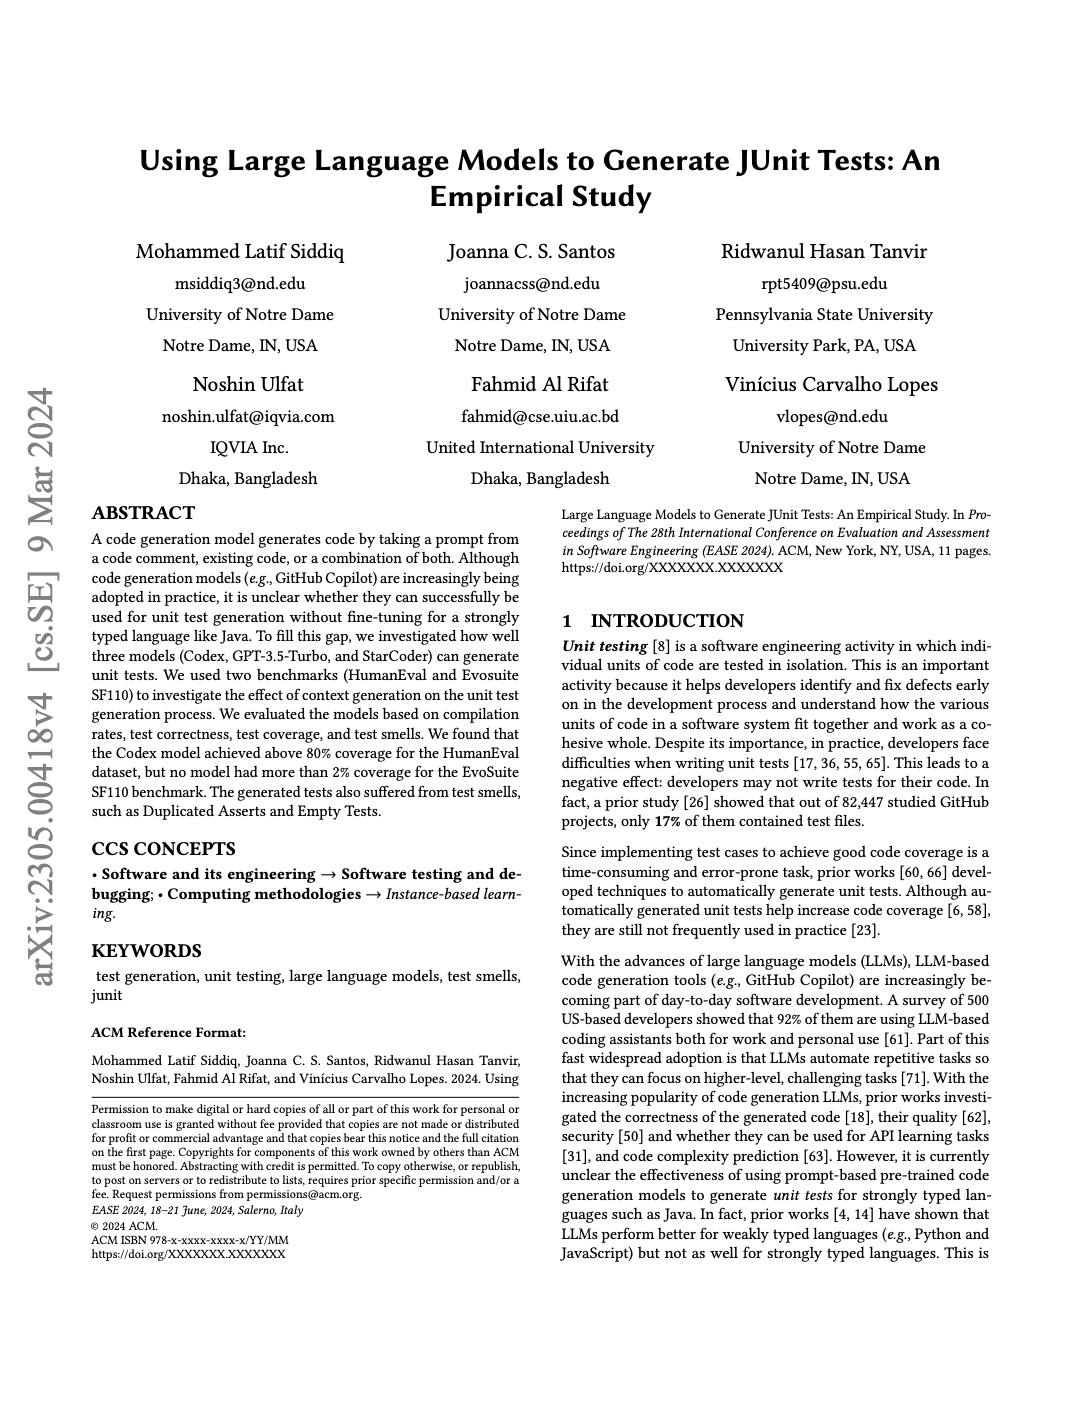 Using Large Language Models to Generate JUnit Tests: An
Empirical Study
Mohammed Latif Siddiq
msiddiq3@nd.edu
University of Notre Dame
Notre Dame, IN, USA
Joanna C. S. Santos
joannacss@nd.edu
University of Notre Dame
Notre Dame, IN, USA
Ridwanul Hasan Tanvir
rpt5409@psu.edu
Pennsylvania State University
University Park, PA, USA
Noshin Ulfat
noshin.ulfat@iqvia.com
IQVIA Inc.
Dhaka, Bangladesh
Fahmid Al Rifat
fahmid@cse.uiu.ac.bd
United International University
Dhaka, Bangladesh
Vinícius Carvalho Lopes
vlopes@nd.edu
University of Notre Dame
Notre Dame, IN, USA
arXiv:2305.00418v4 [cs.SE] 9 Mar 2024
ABSTRACT
A code generation model generates code by taking a prompt from
a code comment, existing code, or a combination of both. Although
code generation models (e.g., GitHub Copilot) are increasingly being
adopted in practice, it is unclear whether they can successfully be
used for unit test generation without fine-tuning for a strongly
typed language like Java. To fill this gap, we investigated how well
three models (Codex, GPT-3.5-Turbo, and StarCoder) can generate
unit tests. We used two benchmarks (HumanEval and Evosuite
SF110) to investigate the effect of context generation on the unit test
generation process. We evaluated the models based on compilation
rates, test correctness, test coverage, and test smells. We found that
the Codex model achieved above 80% coverage for the HumanEval
dataset, but no model had more than 2% coverage for the EvoSuite
SF110 benchmark. The generated tests also suffered from test smells,
such as Duplicated Asserts and Empty Tests.
CCS CONCEPTS
• Software and its engineering → Software testing and de-
bugging; • Computing methodologies → Instance-based learn-
ing.
KEYWORDS
test generation, unit testing, large language models, test smells,
junit
ACM Reference Format:
Mohammed Latif Siddiq, Joanna C. S. Santos, Ridwanul Hasan Tanvir,
Noshin Ulfat, Fahmid Al Rifat, and Vinícius Carvalho Lopes. 2024. Using
Permission to make digital or hard copies of all or part of this work for personal or
classroom use is granted without fee provided that copies are not made or distributed
for profit or commercial advantage and that copies bear this notice and the full citation
on the first page. Copyrights for components of this work owned by others than ACM
must be honored. Abstracting with credit is permitted. To copy otherwise, or republish,
to post on servers or to redistribute to lists, requires prior specific permission and/or a
fee. Request permissions from permissions@acm.org.
EASE 2024, 18–21 June, 2024, Salerno, Italy
© 2024 ACM.
ACM ISBN 978-x-xxxx-xxxx-x/YY/MM
https://doi.org/XXXXXXX.XXXXXXX
Large Language Models to Generate JUnit Tests: An Empirical Study. In Pro-
ceedings of The 28th International Conference on Evaluation and Assessment
in Software Engineering (EASE 2024). ACM, New York, NY, USA, 11 pages.
https://doi.org/XXXXXXX.XXXXXXX
1 INTRODUCTION
Unit testing [8] is a software engineering activity in which indi-
vidual units of code are tested in isolation. This is an important
activity because it helps developers identify and fix defects early
on in the development process and understand how the various
units of code in a software system fit together and work as a co-
hesive whole. Despite its importance, in practice, developers face
difficulties when writing unit tests [17, 36, 55, 65]. This leads to a
negative effect: developers may not write tests for their code. In
fact, a prior study [26] showed that out of 82,447 studied GitHub
projects, only 17% of them contained test files.
Since implementing test cases to achieve good code coverage is a
time-consuming and error-prone task, prior works [60, 66] devel-
oped techniques to automatically generate unit tests. Although au-
tomatically generated unit tests help increase code coverage [6, 58],
they are still not frequently used in practice [23].
With the advances of large language models (LLMs), LLM-based
code generation tools (e.g., GitHub Copilot) are increasingly be-
coming part of day-to-day software development. A survey of 500
US-based developers showed that 92% of them are using LLM-based
coding assistants both for work and personal use [61]. Part of this
fast widespread adoption is that LLMs automate repetitive tasks so
that they can focus on higher-level, challenging tasks [71]. With the
increasing popularity of code generation LLMs, prior works investi-
gated the correctness of the generated code [18], their quality [62],
security [50] and whether they can be used for API learning tasks
[31], and code complexity prediction [63]. However, it is currently
unclear the effectiveness of using prompt-based pre-trained code
generation models to generate unit tests for strongly typed lan-
guages such as Java. In fact, prior works [4, 14] have shown that
LLMs perform better for weakly typed languages (e.g., Python and
JavaScript) but not as well for strongly typed languages. This is